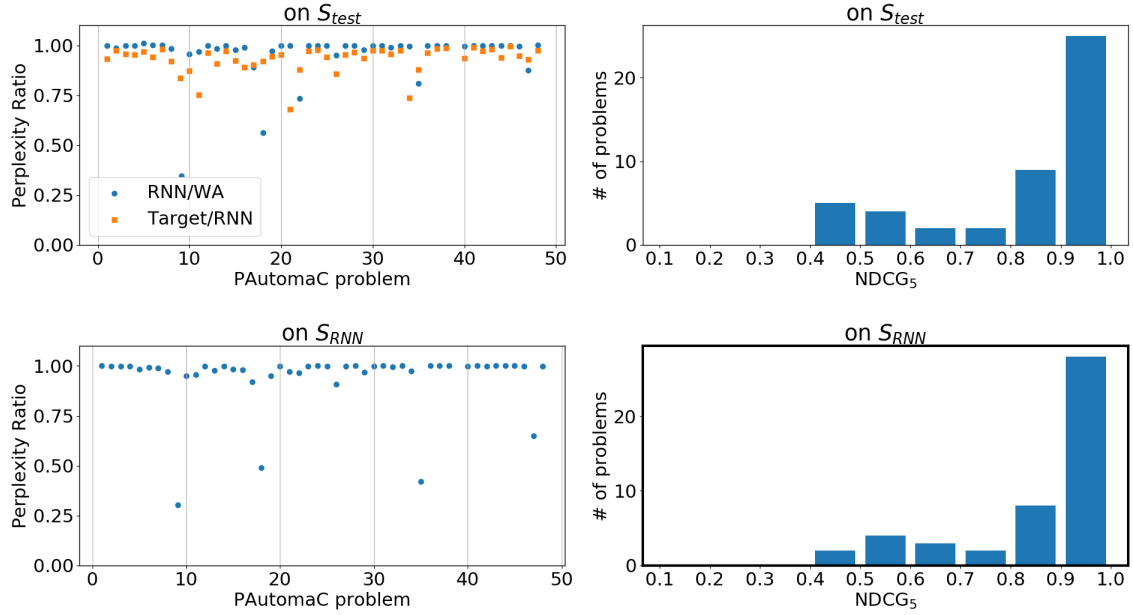 on S_test
1.00
0.75
0.50
0.25
0.00
Perplexity Ratio
RNN/WA
Target/RNN
0 10 20 30 40 50
PAutomaC problem
on S_test
20
10
0
# of problems
0.1 0.2 0.3 0.4 0.5 0.6 0.7 0.8 0.9 1.0
NDCG₅
on S_RNN
1.00
0.75
0.50
0.25
0.00
Perplexity Ratio
0 10 20 30 40 50
PAutomaC problem
on S_RNN
20
10
0
# of problems
0.1 0.2 0.3 0.4 0.5 0.6 0.7 0.8 0.9 1.0
NDCG₅